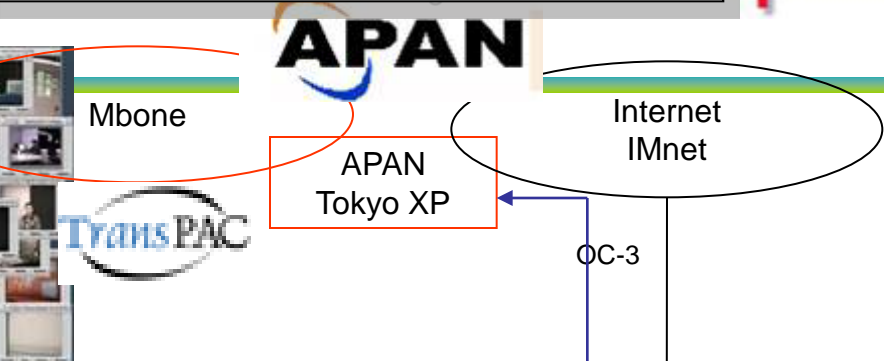 APAN
Mbone
Internet
IMnet
APAN
Tokyo XP
TransPAC
OC-3